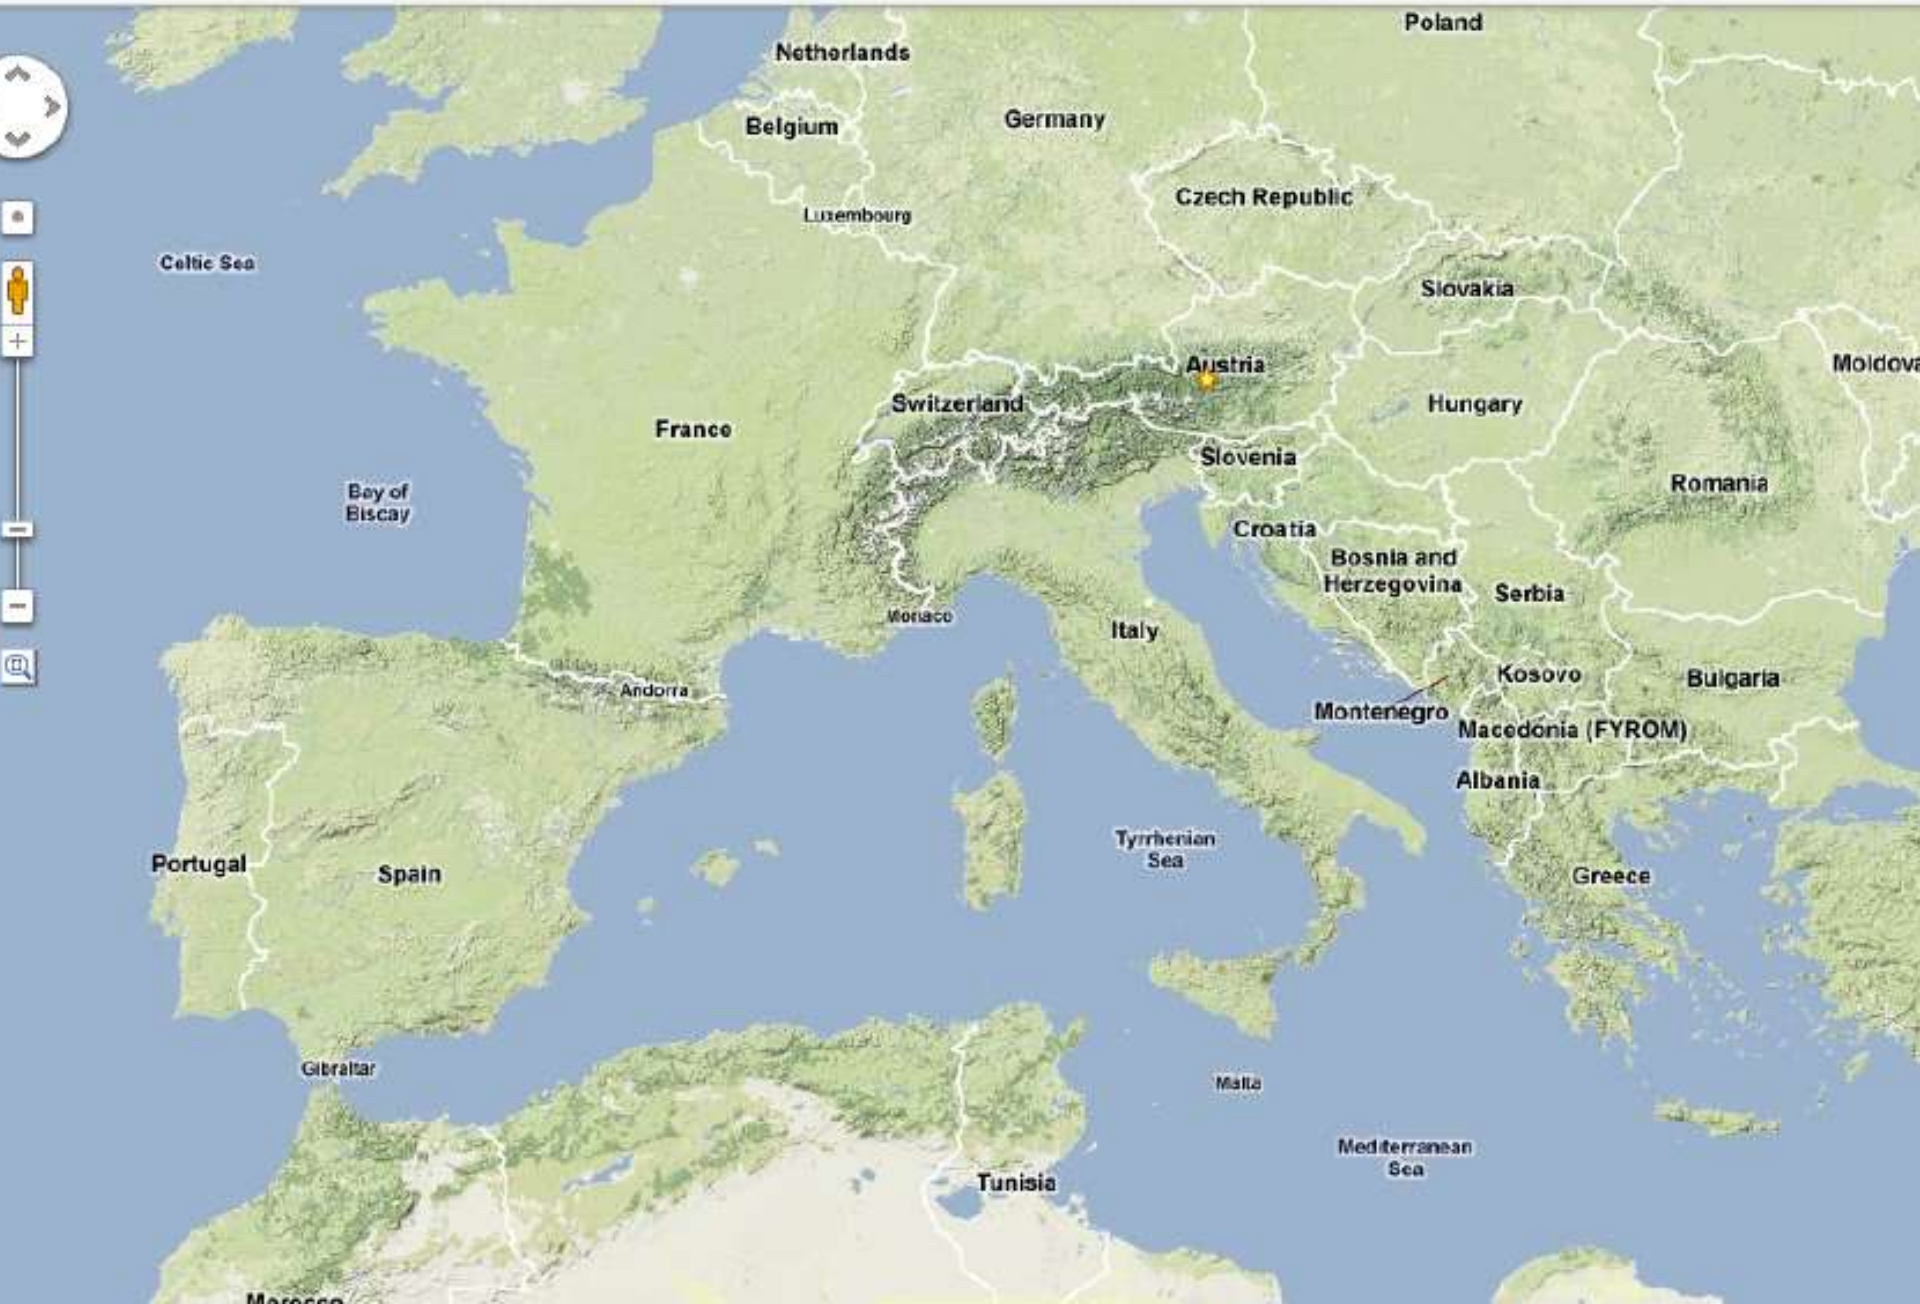 Poland
Netherlands
Germany
Belgium
Czech Republic
Luxembourg
Celtic Sea
Slovakia
Austria
Moldova
Switzerland
Hungary
France
Slovenia
Romania
Bay of
Biscay
Croatia
Bosnia and
Herzegovina
Serbia
Monaco
Italy
Kosovo
Bulgaria
Andorra
Montenegro
Macedonia (FYROM)
Albania
Tyrrhenian
Sea
Portugal
Spain
Greece
Gibraltar
Malta
Mediterranean
Sea
Tunisia
Morocco